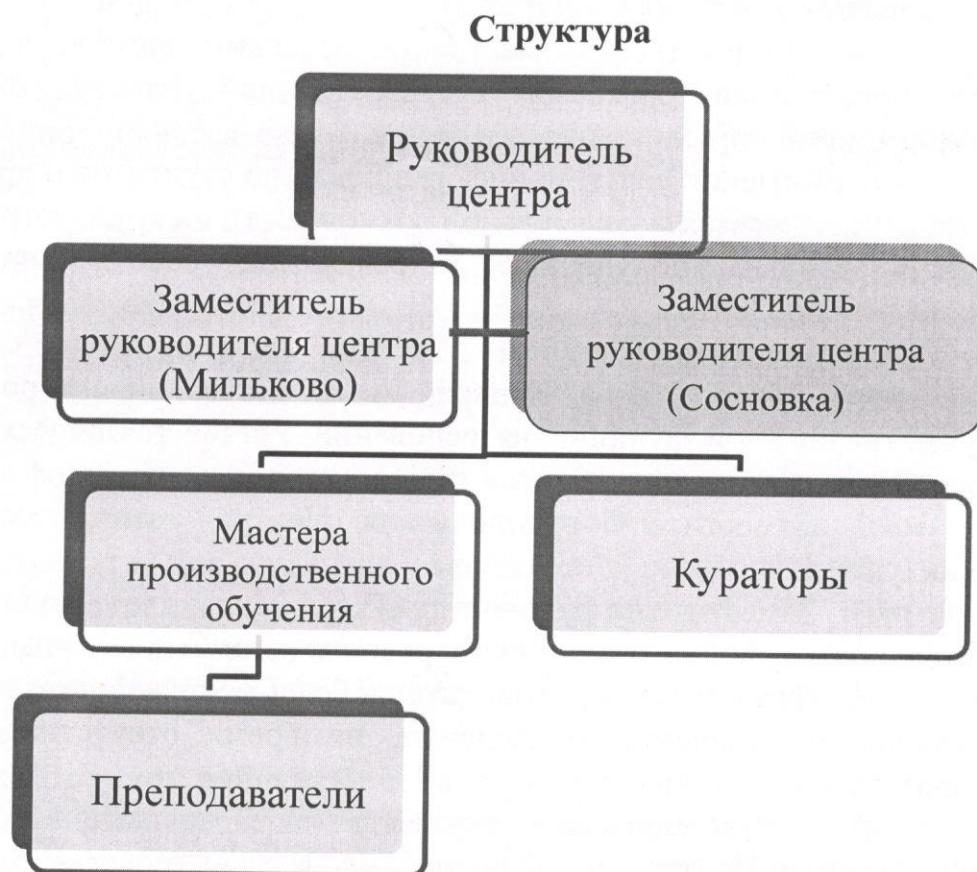 Структура
Руководитель
центра
Заместитель
руководителя центра
(Мильково)
Заместитель
руководителя центра
(Сосновка)
Мастера
производственного
обучения
Кураторы
Преподаватели